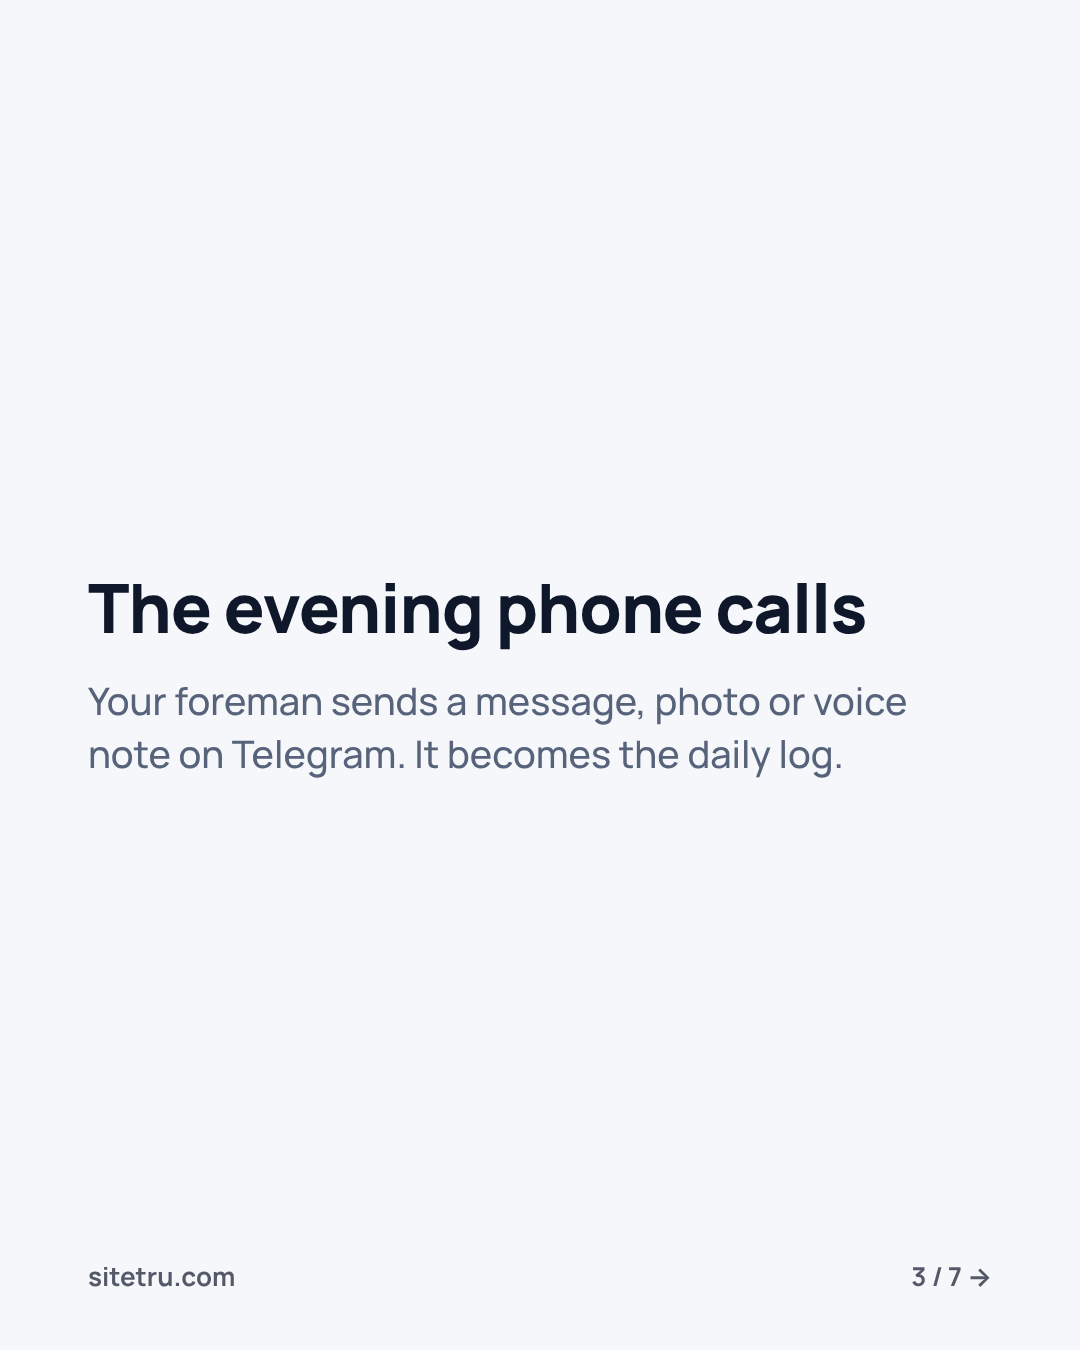 The evening phone calls
Your foreman sends a message, photo or voice
note on Telegram. It becomes the daily log.
sitetru.com
3 / 7 →